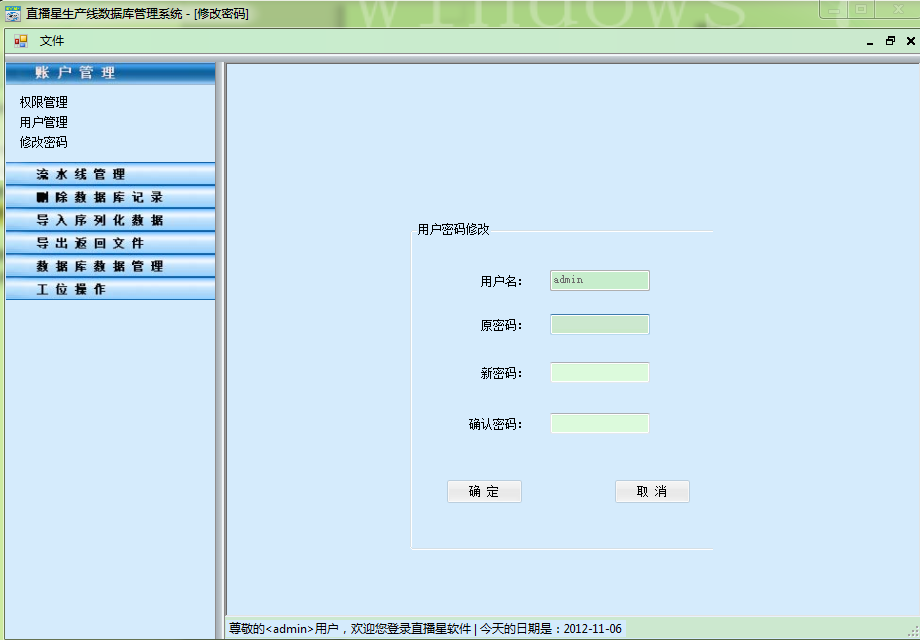 直播星生产线数据库管理系统 - [修改密码]
windows
文件
账户管理
权限管理
用户管理
修改密码
流水线管理
删除数据库记录
导入序列化数据
导出返回文件
数据库数据管理
工位操作
用户密码修改
用户名： admin
原密码：
新密码：
确认密码：
确定 取消
尊敬的<admin>用户，欢迎您登录直播星软件 | 今天的日期是：2012-11-06